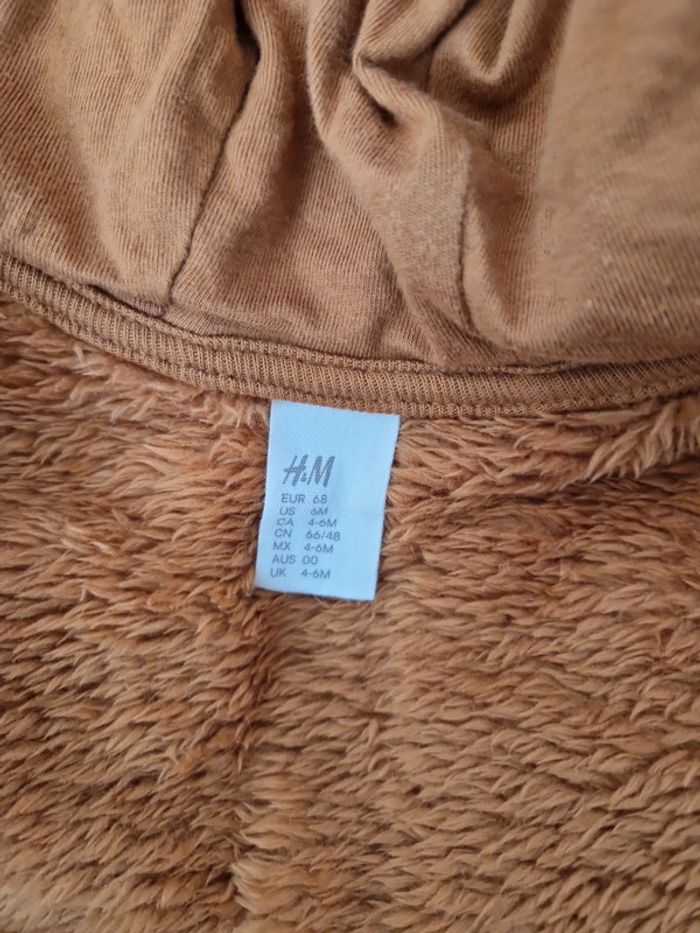 H&M
EUR 68
US 6M
CA 4-6M
CN 66/48
MX 4-6M
AUS 00
UK 4-6M